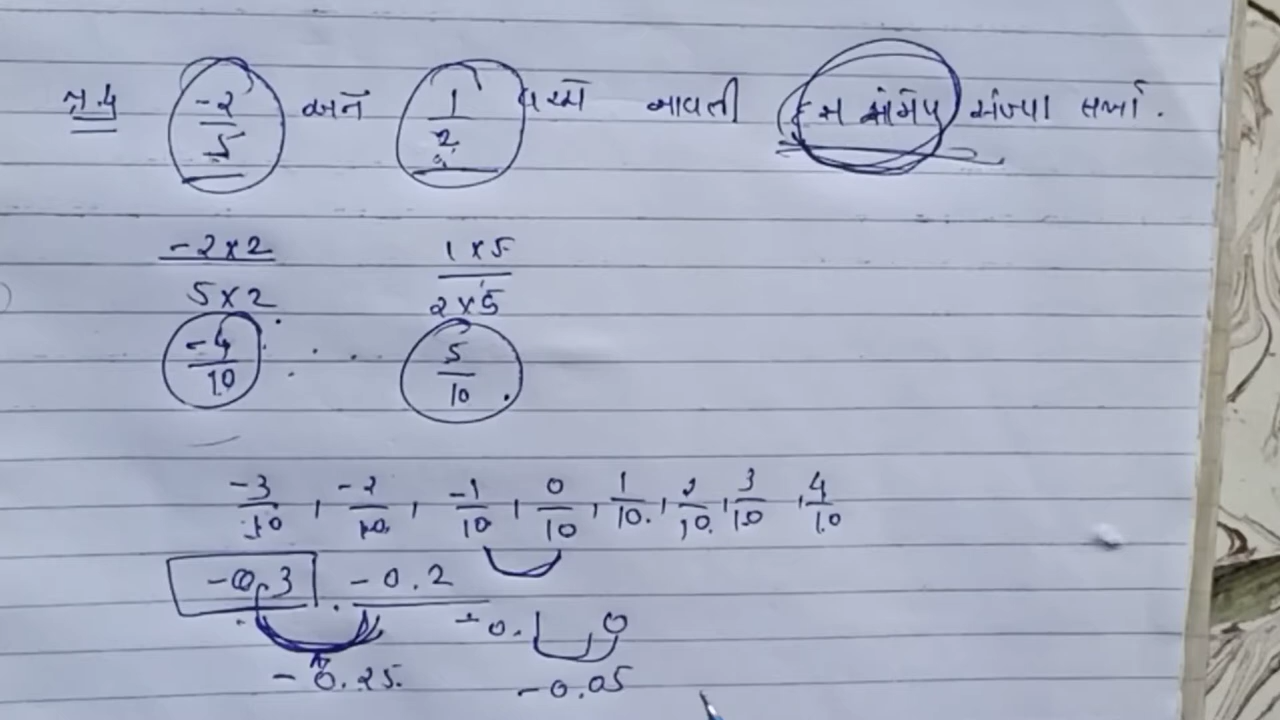 પ્ર.4 -2/5 અને 1/2 વચ્ચે આવતી સંમેય સંખ્યા લખો.
-2×2 1×5
5×2 2×5
-4/10 5/10
-3/10, -2/10, -1/10, 0/10, 1/10, 2/10, 3/10, 4/10
-0.3 . -0.2
-0.1 0
-0.25 -0.05